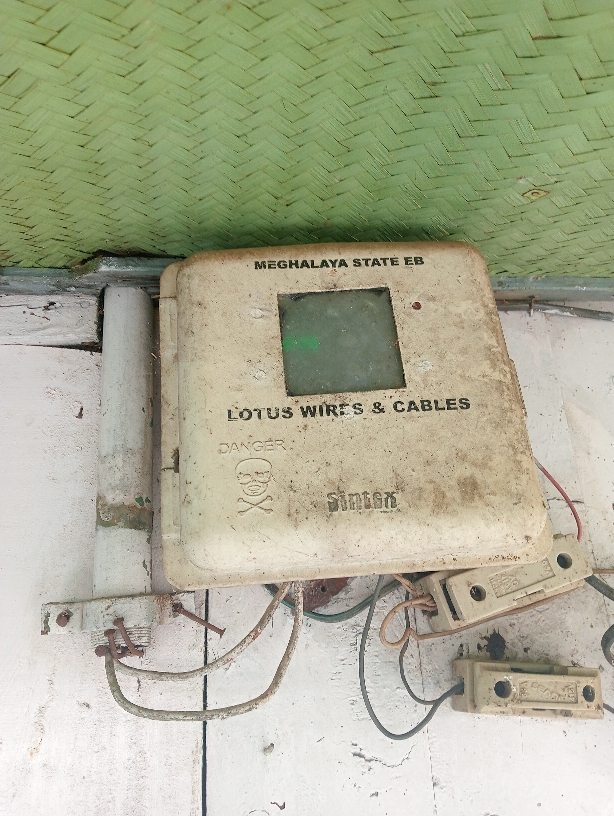 MEGHALAYA STATE EB
LOTUS WIRES & CABLES
DANGER
Sintex